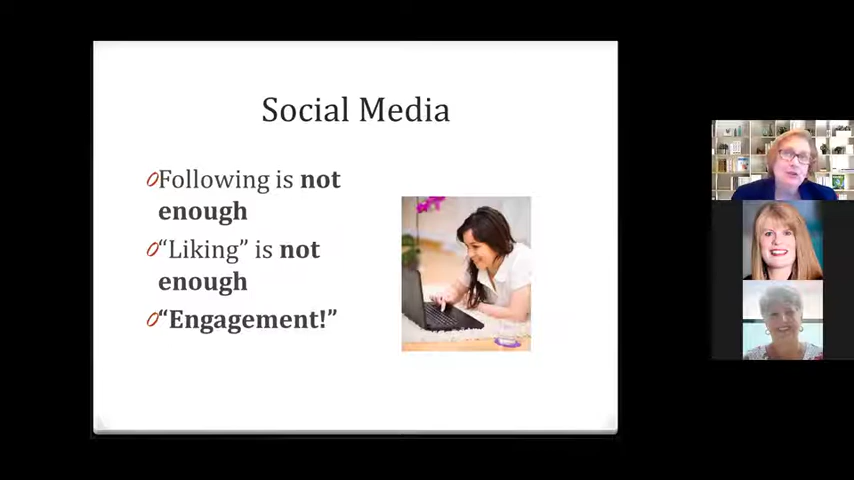 Social Media
Following is not
enough
“Liking” is not
enough
“Engagement!”